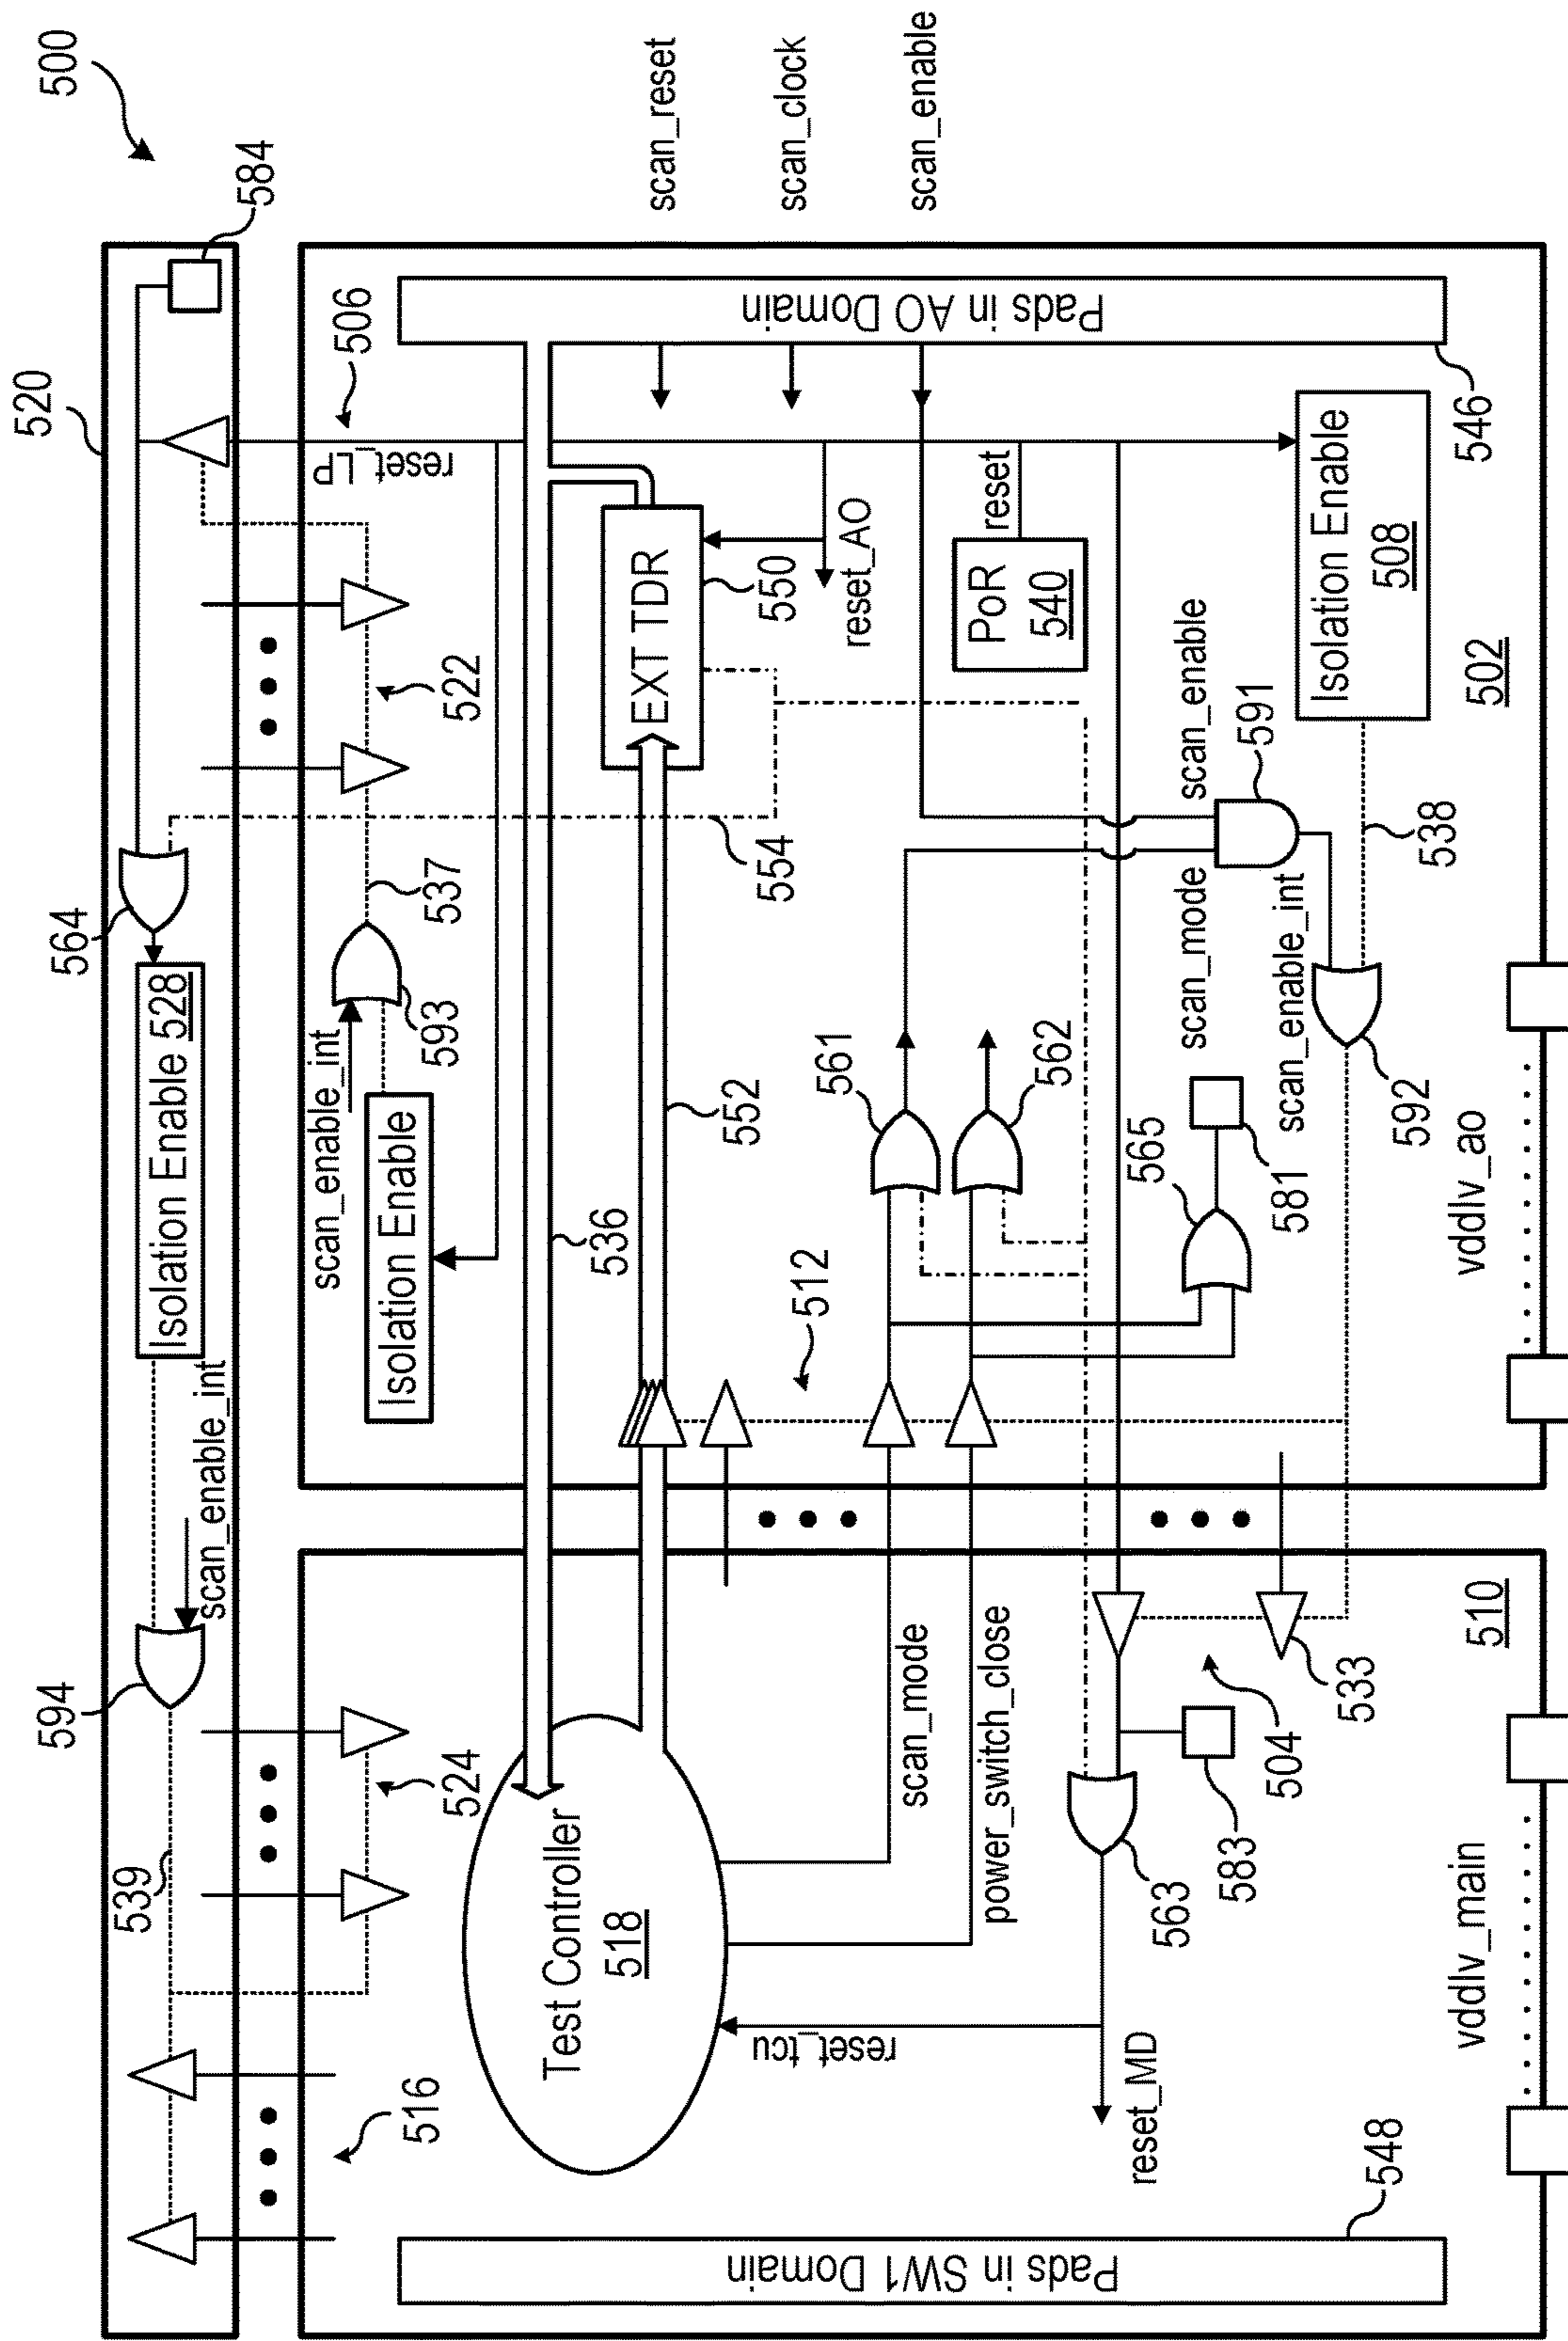 500
584
520
506
reset_LP
564
Isolation Enable 528
scan_enable_int
594
539
scan_enable_int
Isolation Enable
593
537
522
524
516
Pads in AO Domain
546
scan_reset
scan_clock
scan_enable
EXT TDR
550
reset_AO
reset
PoR
540
Isolation Enable
508
502
554
552
536
512
561
562
565
581
scan_mode
scan_enable
591
scan_enable_int
592
538
vddlv_ao
Test Controller
518
scan_mode
power_switch_close
reset_tcu
reset_MD
563
583
504
533
510
vddlv_main
Pads in SW1 Domain
548